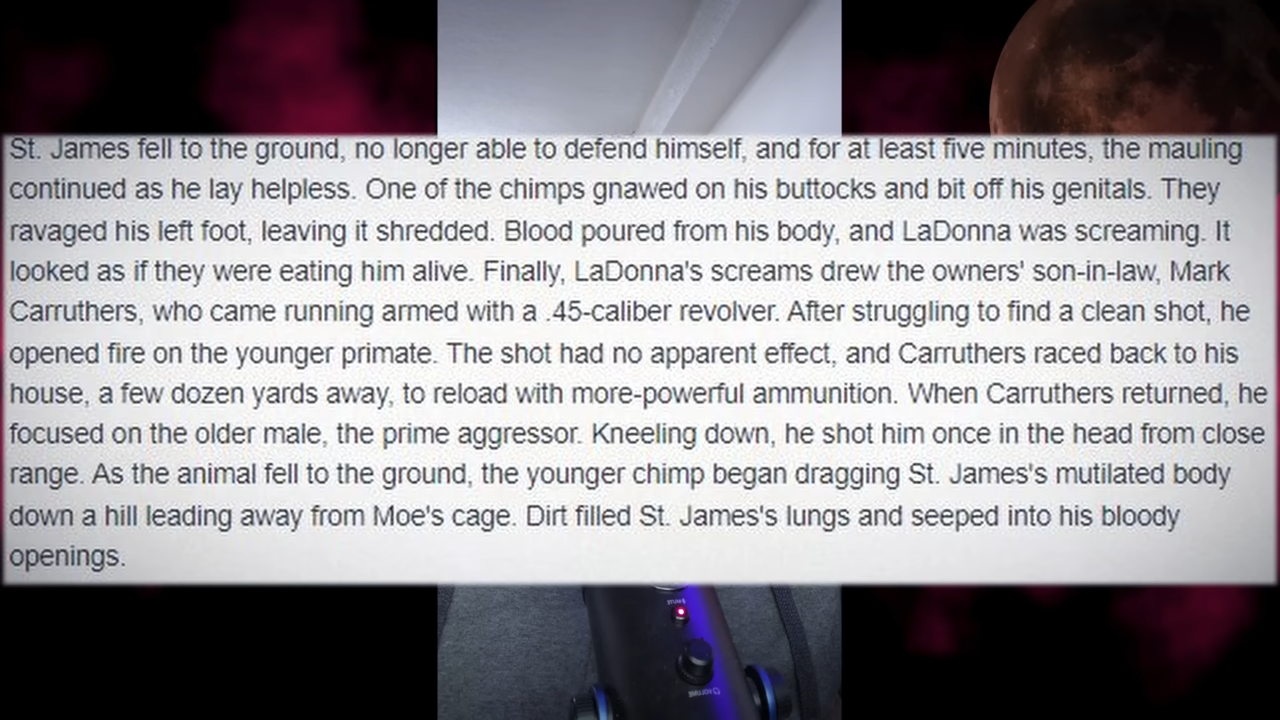 St. James fell to the ground, no longer able to defend himself, and for at least five minutes, the mauling
continued as he lay helpless. One of the chimps gnawed on his buttocks and bit off his genitals. They
ravaged his left foot, leaving it shredded. Blood poured from his body, and LaDonna was screaming. It
looked as if they were eating him alive. Finally, LaDonna's screams drew the owners' son-in-law, Mark
Carruthers, who came running armed with a .45-caliber revolver. After struggling to find a clean shot, he
opened fire on the younger primate. The shot had no apparent effect, and Carruthers raced back to his
house, a few dozen yards away, to reload with more-powerful ammunition. When Carruthers returned, he
focused on the older male, the prime aggressor. Kneeling down, he shot him once in the head from close
range. As the animal fell to the ground, the younger chimp began dragging St. James's mutilated body
down a hill leading away from Moe's cage. Dirt filled St. James's lungs and seeped into his bloody
openings.